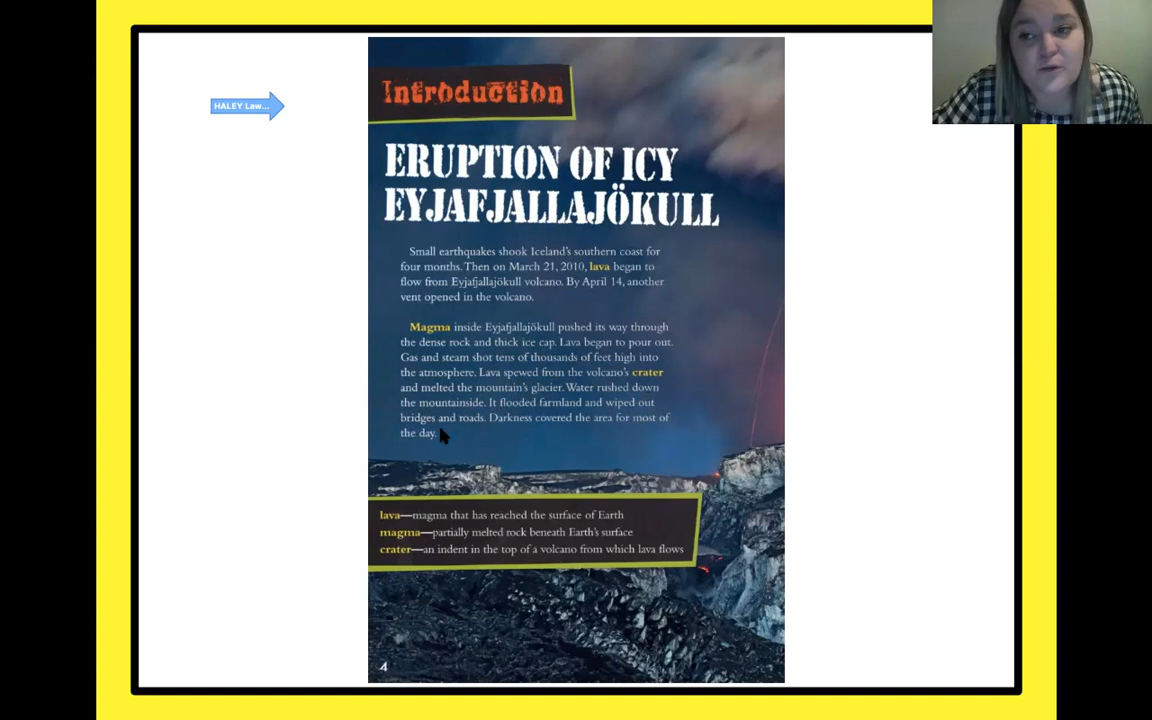 HALEY Law...
Introduction
ERUPTION OF ICY
EYJAFJALLAJÖKULL
Small earthquakes shook Iceland's southern coast for
four months. Then on March 21, 2010, lava began to
flow from Eyjafjallajökull volcano. By April 14, another
vent opened in the volcano.
Magma inside Eyjafjallajökull pushed its way through
the dense rock and thick ice cap. Lava began to pour out.
Gas and steam shot tens of thousands of feet high into
the atmosphere. Lava spewed from the volcano's crater
and melted the mountain's glacier. Water rushed down
the mountainside. It flooded farmland and wiped out
bridges and roads. Darkness covered the area for most of
the day.
lava—magma that has reached the surface of Earth
magma—partially melted rock beneath Earth's surface
crater—an indent in the top of a volcano from which lava flows
4